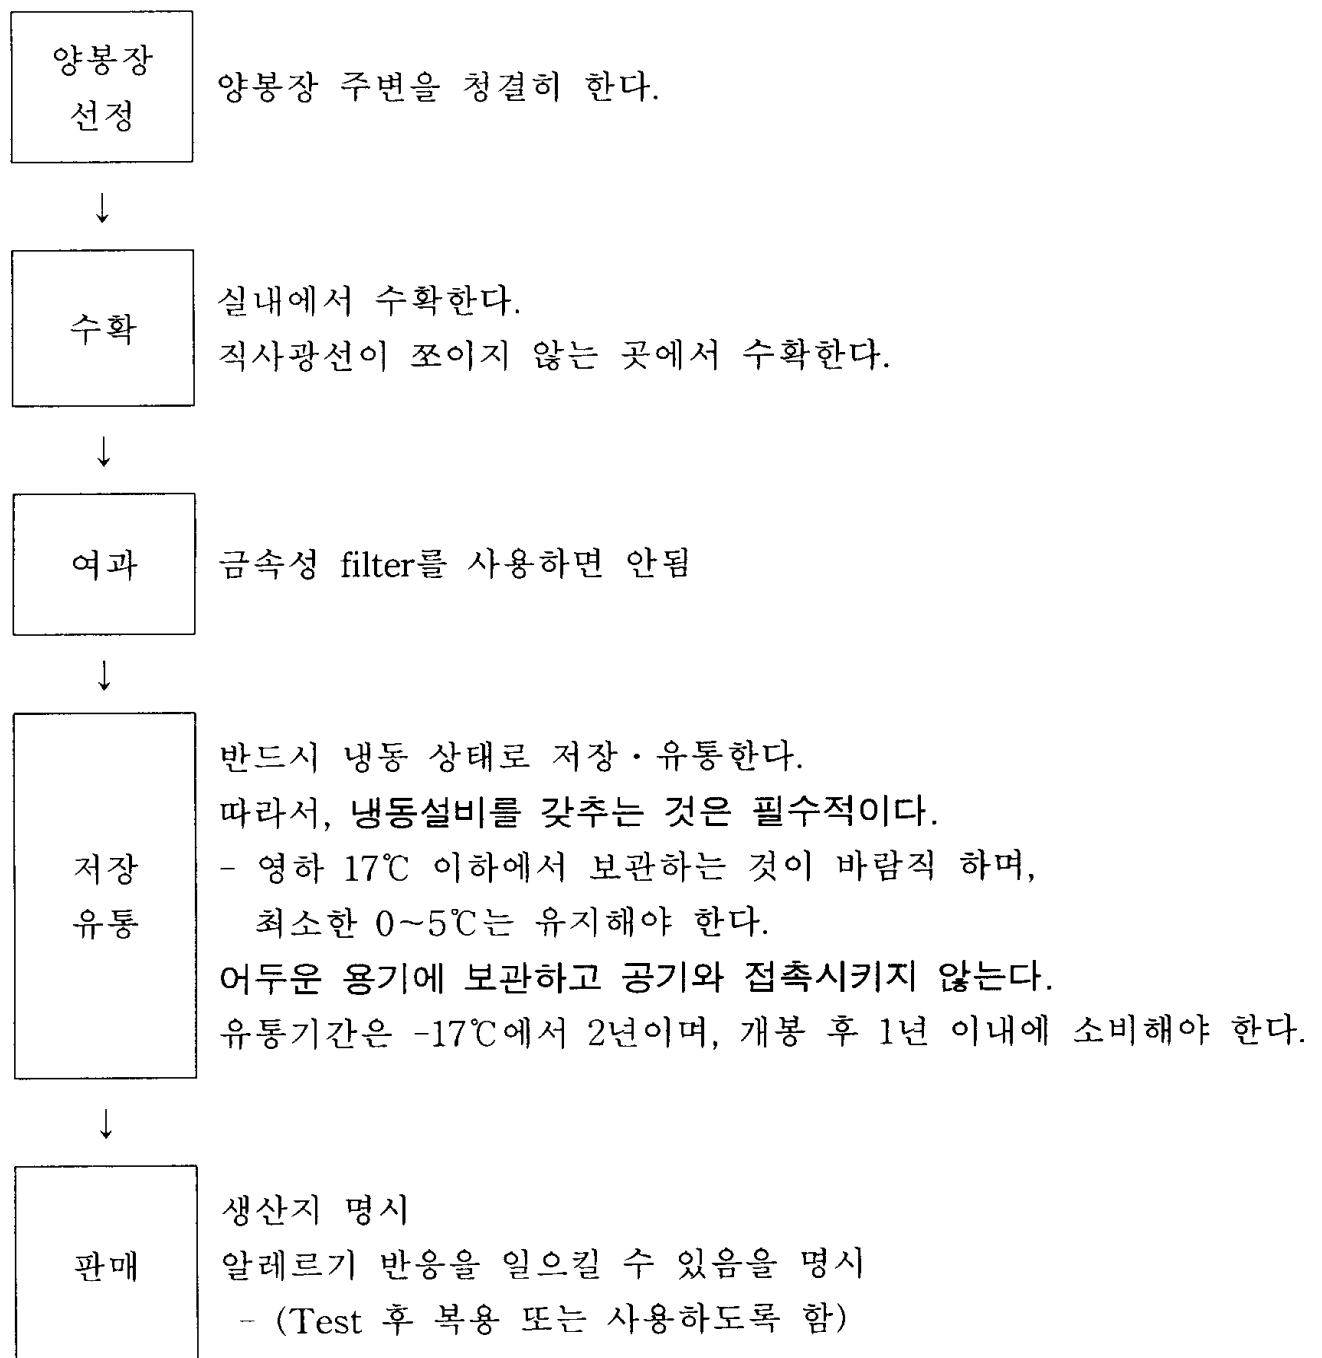 양봉장
선정
양봉장 주변을 청결히 한다.
↓
수확
실내에서 수확한다.
직사광선이 쪼이지 않는 곳에서 수확한다.
↓
여과
금속성 filter를 사용하면 안됨
↓
저장
유통
반드시 냉동 상태로 저장·유통한다.
따라서, 냉동설비를 갖추는 것은 필수적이다.
- 영하 17℃ 이하에서 보관하는 것이 바람직 하며,
최소한 0~5℃는 유지해야 한다.
어두운 용기에 보관하고 공기와 접촉시키지 않는다.
유통기간은 -17℃에서 2년이며, 개봉 후 1년 이내에 소비해야 한다.
↓
판매
생산지 명시
알레르기 반응을 일으킬 수 있음을 명시
- (Test 후 복용 또는 사용하도록 함)